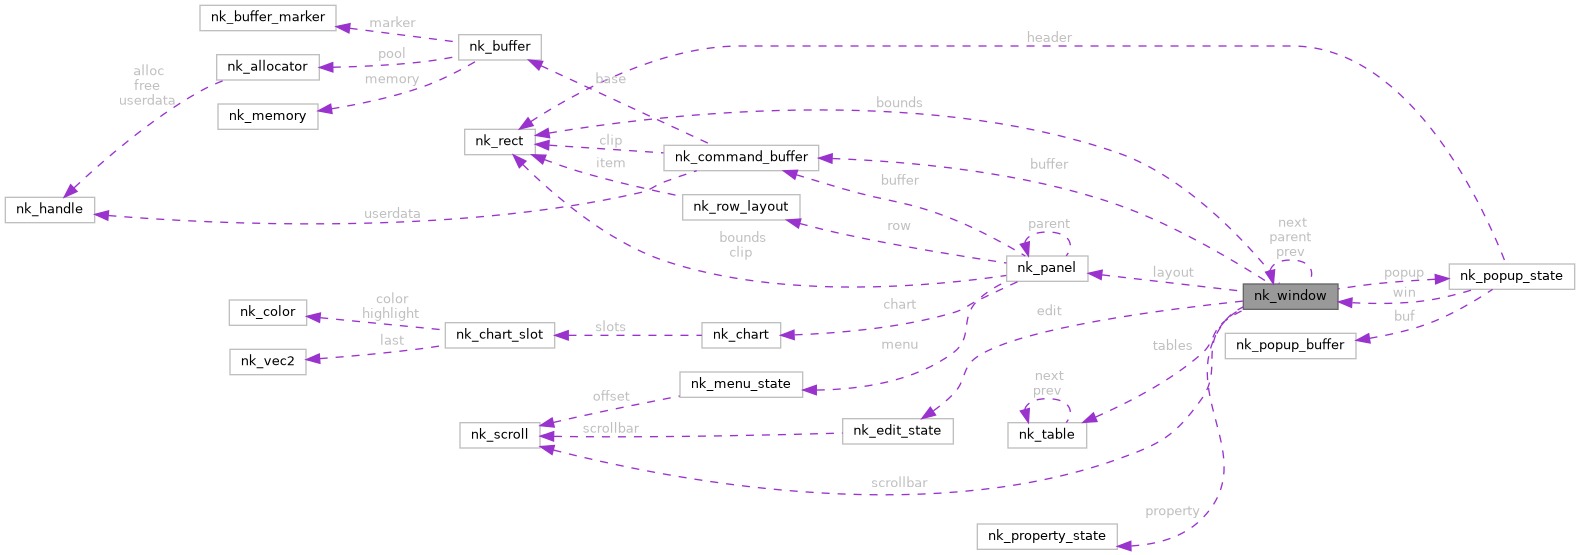 nk_buffer_marker
marker
nk_buffer
header
pool
nk_allocator
alloc
free
userdata
memory
base
nk_memory
bounds
nk_rect
clip
nk_command_buffer
item
buffer
buffer
nk_handle
userdata
nk_row_layout
row
parent
next
parent
prev
bounds
clip
nk_panel
layout
popup
nk_popup_state
win
nk_window
buf
color
highlight
nk_color
chart
edit
slots
nk_chart_slot
nk_chart
last
menu
tables
nk_popup_buffer
nk_vec2
nk_menu_state
next
prev
offset
scrollbar
nk_scroll
nk_edit_state
nk_table
scrollbar
property
nk_property_state